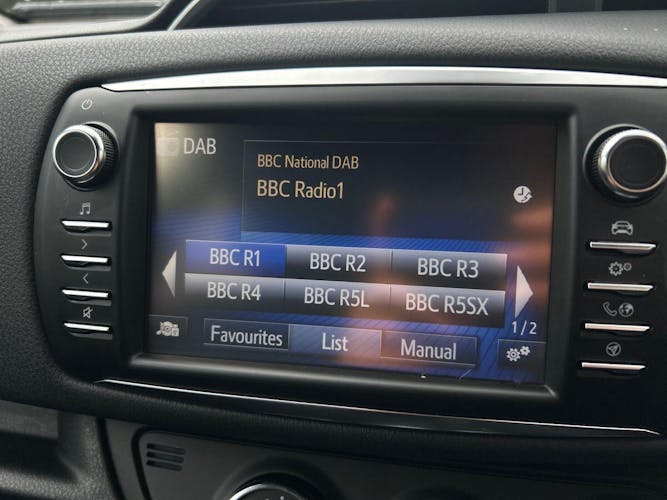 DAB
BBC National DAB
BBC Radio1
BBC R1 BBC R2 BBC R3
BBC R4 BBC R5L BBC R5SX
1/2
Favourites List Manual